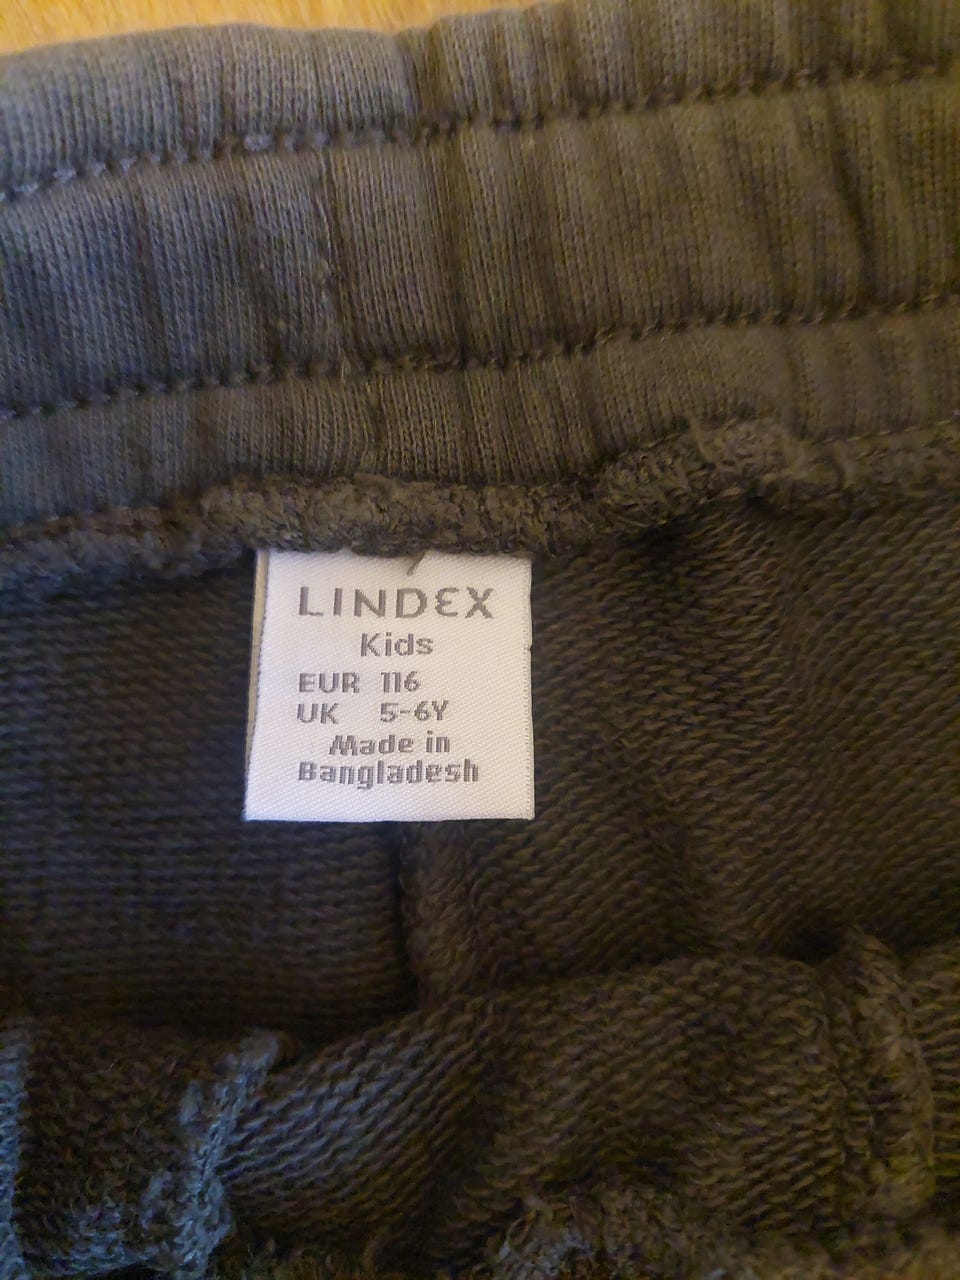 LINDEX
Kids
EUR 116
UK 5-6Y
Made in
Bangladesh